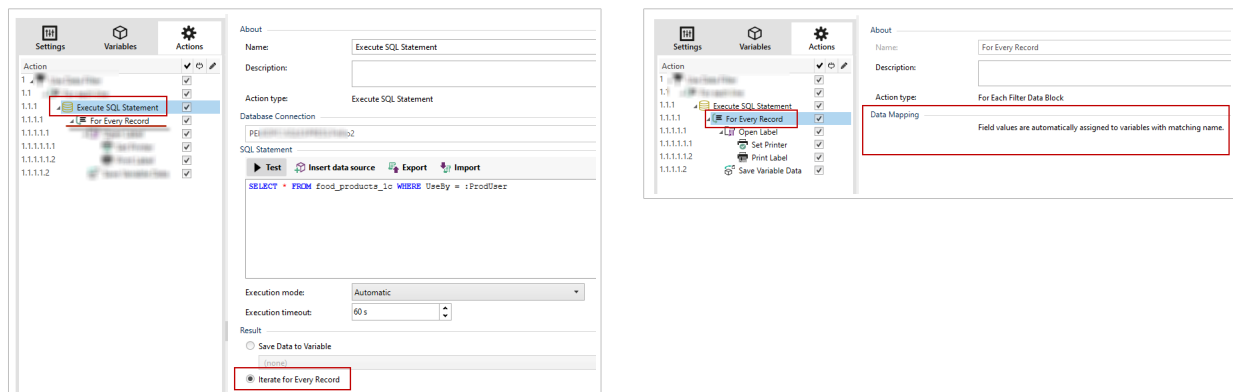 Settings
Variables
Actions
Action
1
1.1
1.1.1 Execute SQL Statement
1.1.1.1 For Every Record
1.1.1.1.1
1.1.1.1.1.1
1.1.1.1.1.2
1.1.1.1.2
About
Name: Execute SQL Statement
Description:
Action type: Execute SQL Statement
Database Connection
SQL Statement
Test Insert data source Export Import
SELECT * FROM food_products_1c WHERE UseBy = :ProdUser
Execution mode: Automatic
Execution timeout: 60 s
Result
Save Data to Variable
(none)
Iterate for Every Record
Settings
Variables
Actions
Action
1
1.1
1.1.1 Execute SQL Statement
1.1.1.1 For Every Record
1.1.1.1.1 Open Label
1.1.1.1.1.1 Set Printer
1.1.1.1.1.2 Print Label
1.1.1.1.2 Save Variable Data
About
Name: For Every Record
Description:
Action type: For Each Filter Data Block
Data Mapping
Field values are automatically assigned to variables with matching name.